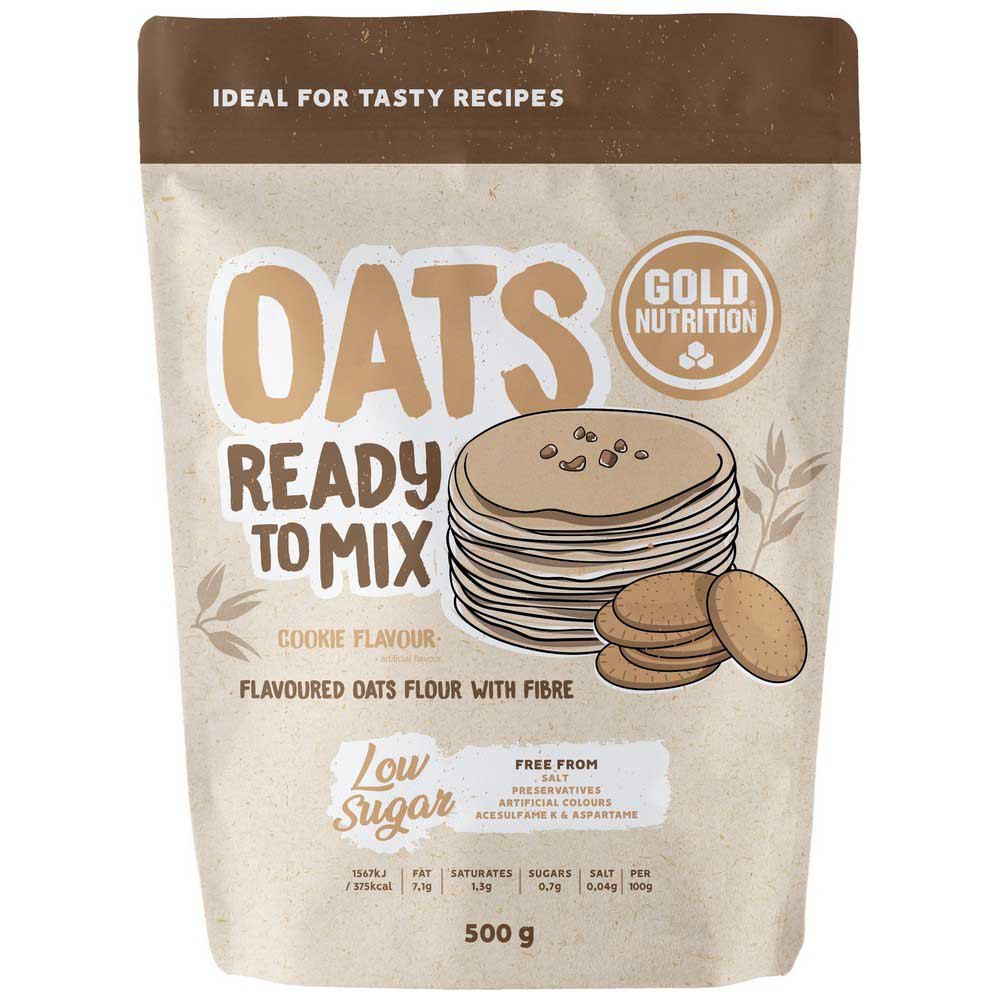 IDEAL FOR TASTY RECIPES
OATS
GOLD
NUTRITION®
READY
TO MIX
COOKIE FLAVOUR·
· artificial flavour
FLAVOURED OATS FLOUR WITH FIBRE
Low
Sugar
FREE FROM
SALT
PRESERVATIVES
ARTIFICIAL COLOURS
ACESULFAME K & ASPARTAME
1567kJ FAT SATURATES SUGARS SALT PER
/ 375kcal 7,1g 1,3g 0,7g 0,04g 100g
500 g